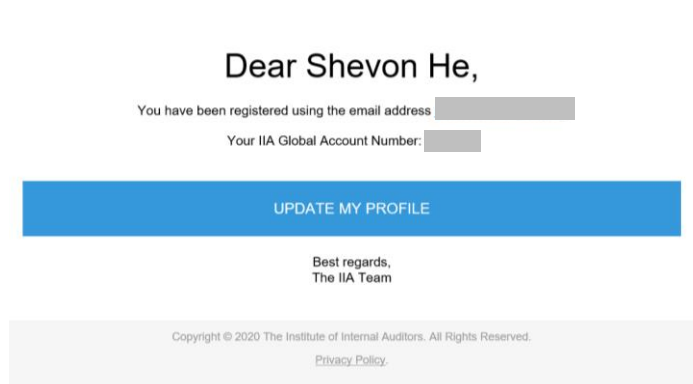 Dear Shevon He,
You have been registered using the email address
Your IIA Global Account Number:
UPDATE MY PROFILE
Best regards,
The IIA Team
Copyright © 2020 The Institute of Internal Auditors. All Rights Reserved.
Privacy Policy.